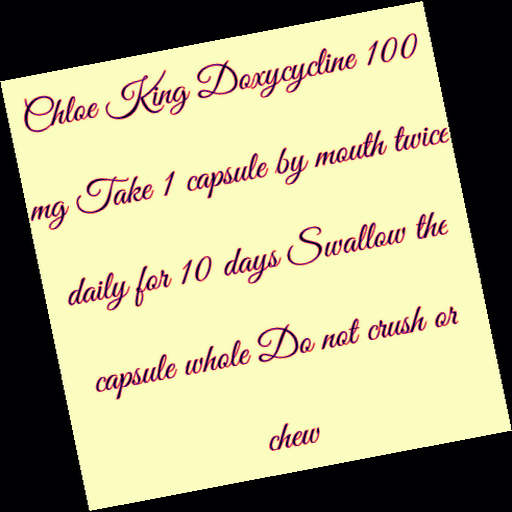 Chloe King Doxycycline 100
mg Take 1 capsule by mouth twice
daily for 10 days Swallow the
capsule whole Do not crush or
chew